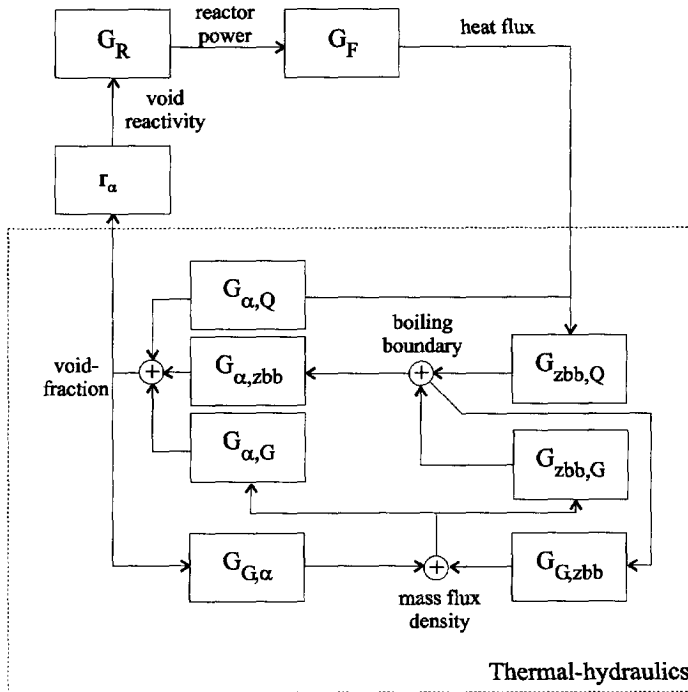 G_R
reactor
power
G_F
heat flux
void
reactivity
r_α
G_α,Q
boiling
boundary
void-
fraction
+
G_α,zbb
+
G_zbb,Q
G_α,G
G_zbb,G
G_G,α
+
G_G,zbb
mass flux
density
Thermal-hydraulics